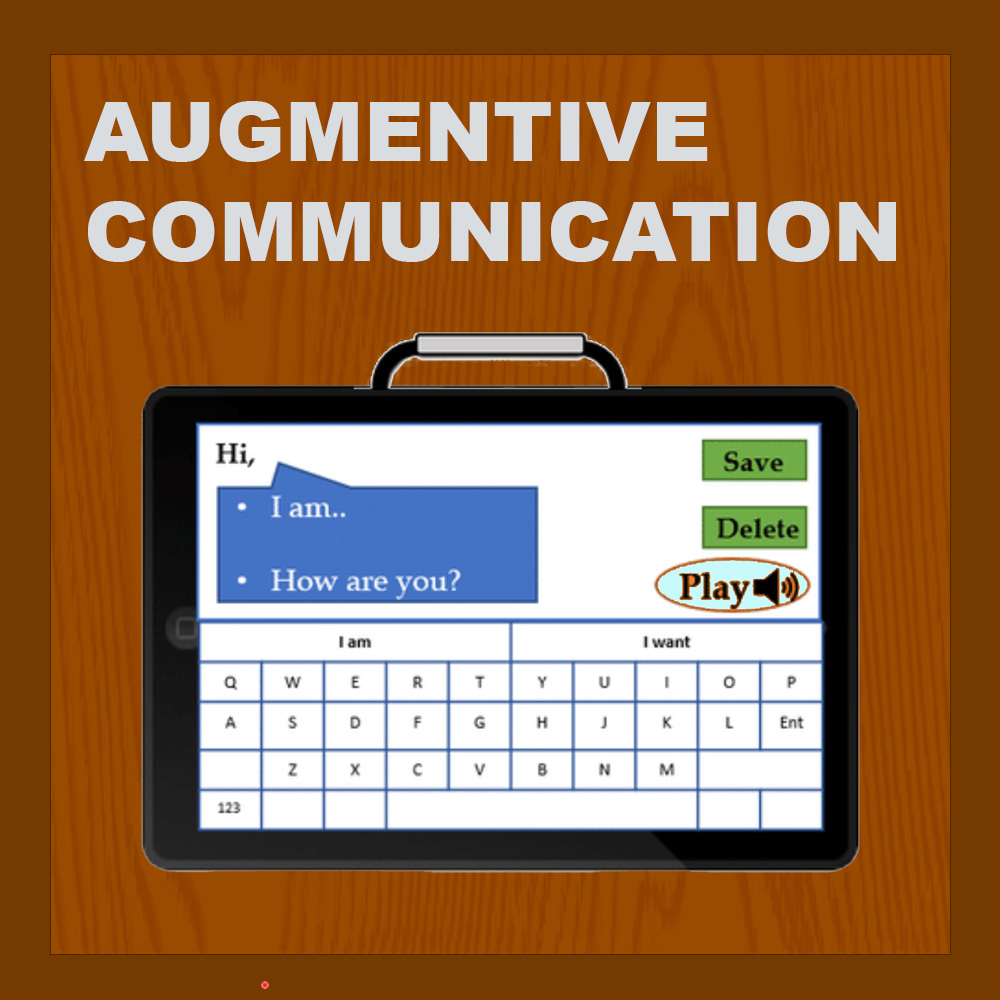 AUGMENTIVE
COMMUNICATION
Hi,
• I am..
• How are you?
Save
Delete
Play
I am I want
Q W E R T Y U I O P
A S D F G H J K L Ent
Z X C V B N M
123